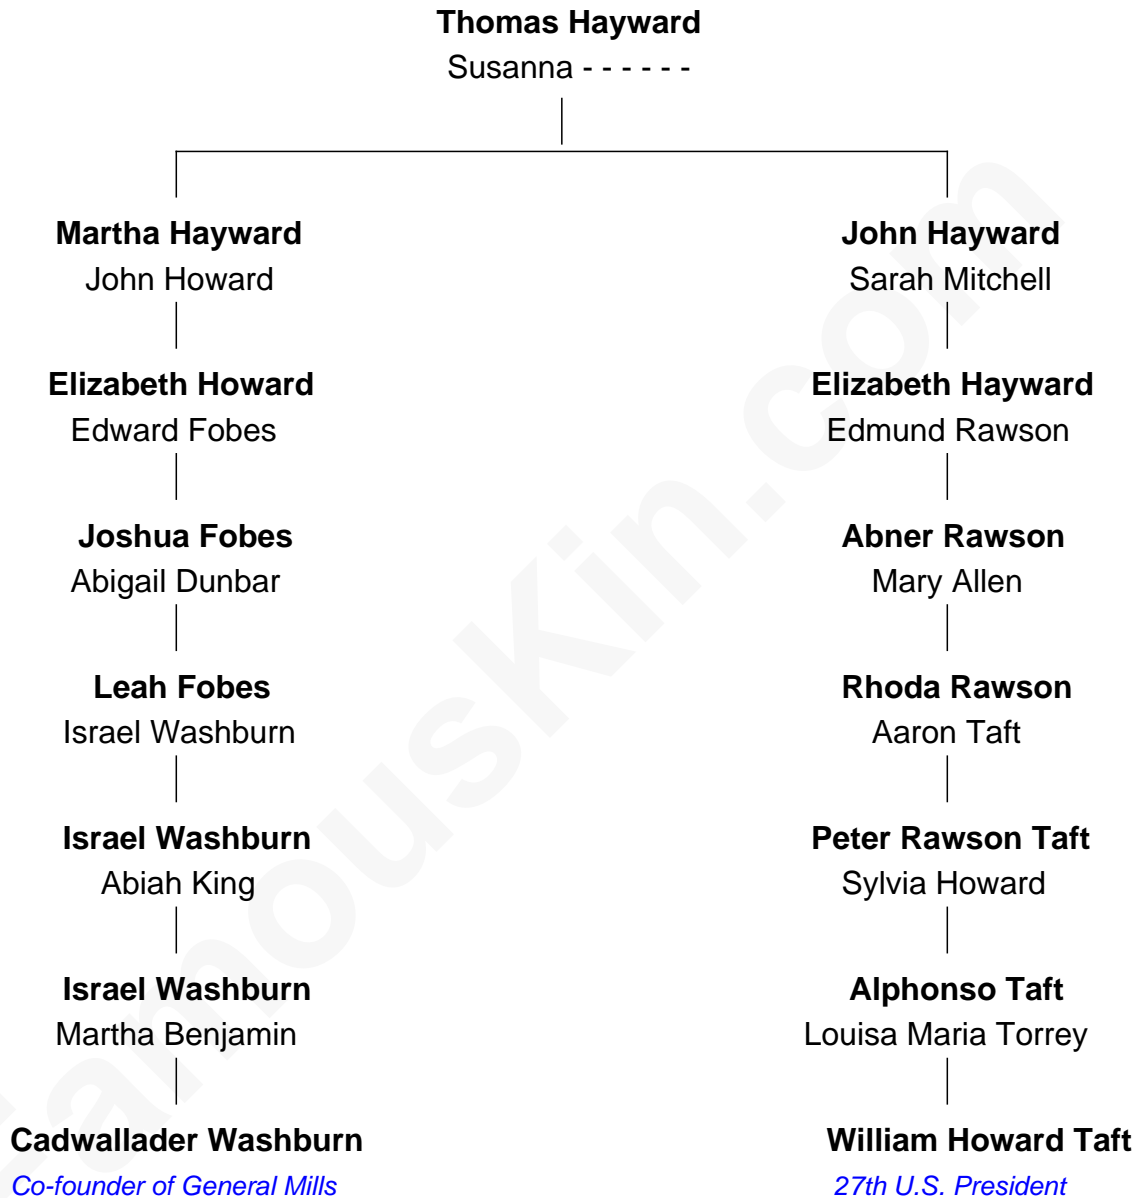 Thomas Hayward
Susanna - - - - - -
Martha Hayward
John Howard
John Hayward
Sarah Mitchell
Elizabeth Howard
Edward Fobes
Elizabeth Hayward
Edmund Rawson
Joshua Fobes
Abigail Dunbar
Abner Rawson
Mary Allen
Leah Fobes
Israel Washburn
Rhoda Rawson
Aaron Taft
Israel Washburn
Abiah King
Peter Rawson Taft
Sylvia Howard
Israel Washburn
Martha Benjamin
Alphonso Taft
Louisa Maria Torrey
Cadwallader Washburn
Co-founder of General Mills
William Howard Taft
27th U.S. President
FamousKin.com